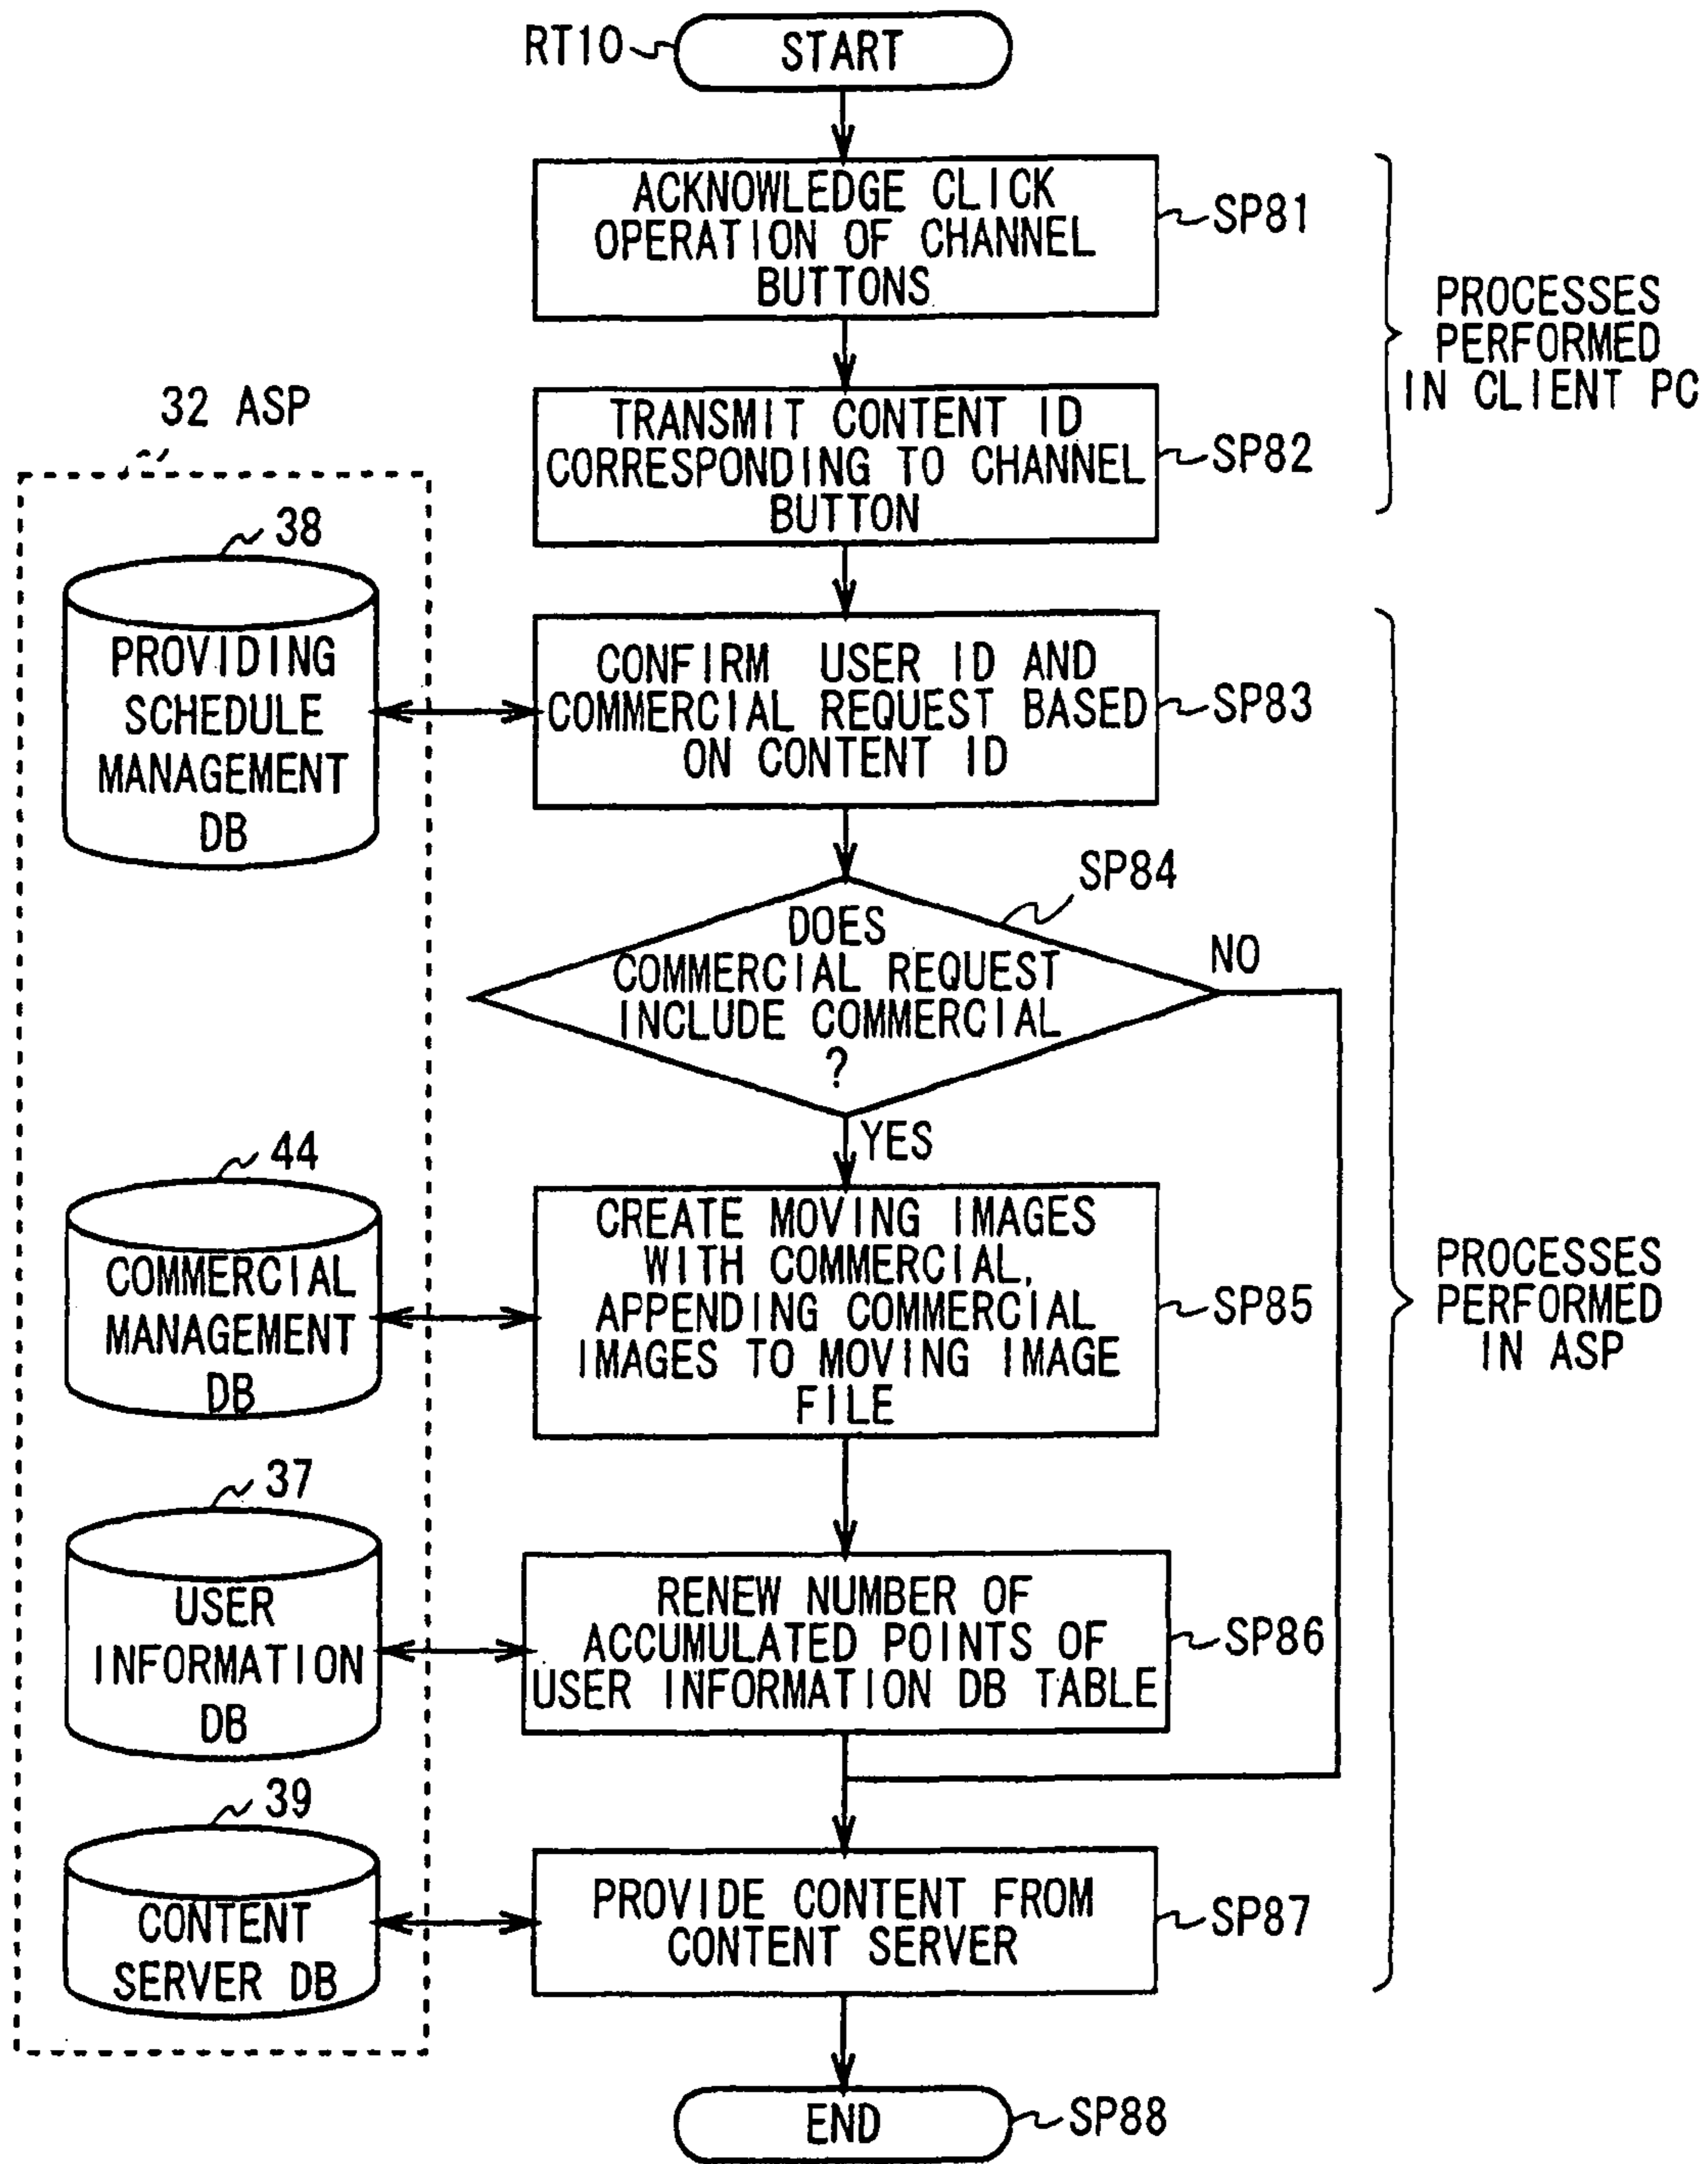 RT10
START
ACKNOWLEDGE CLICK
OPERATION OF CHANNEL
BUTTONS
SP81
PROCESSES
PERFORMED
IN CLIENT PC
TRANSMIT CONTENT ID
CORRESPONDING TO CHANNEL
BUTTON
SP82
32 ASP
38
PROVIDING
SCHEDULE
MANAGEMENT
DB
CONFIRM USER ID AND
COMMERCIAL REQUEST BASED
ON CONTENT ID
SP83
SP84
DOES
COMMERCIAL REQUEST
INCLUDE COMMERCIAL
?
NO
YES
44
COMMERCIAL
MANAGEMENT
DB
CREATE MOVING IMAGES
WITH COMMERCIAL,
APPENDING COMMERCIAL
IMAGES TO MOVING IMAGE
FILE
SP85
PROCESSES
PERFORMED
IN ASP
37
USER
INFORMATION
DB
RENEW NUMBER OF
ACCUMULATED POINTS OF
USER INFORMATION DB TABLE
SP86
39
CONTENT
SERVER DB
PROVIDE CONTENT FROM
CONTENT SERVER
SP87
END
SP88